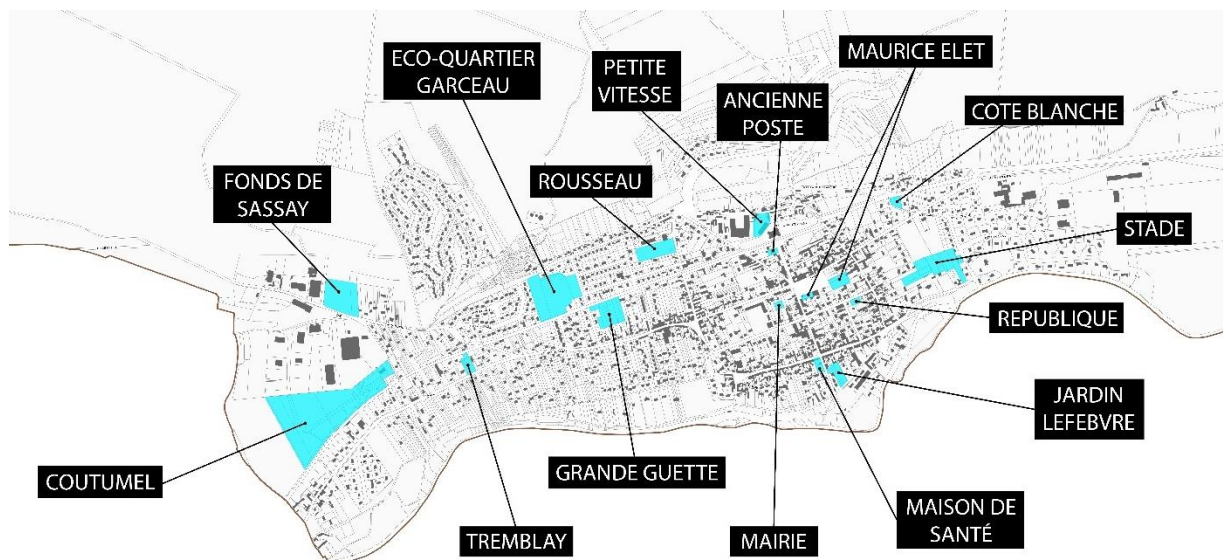 ECO-QUARTIER
GARCEAU
PETITE
VITESSE
MAURICE ELET
ANCIENNE
POSTE
COTE BLANCHE
FONDS DE
SASSAY
ROUSSEAU
STADE
REPUBLIQUE
JARDIN
LEFEBVRE
COUTUMEL
GRANDE GUETTE
MAISON DE
SANTÉ
TREMBLAY
MAIRIE